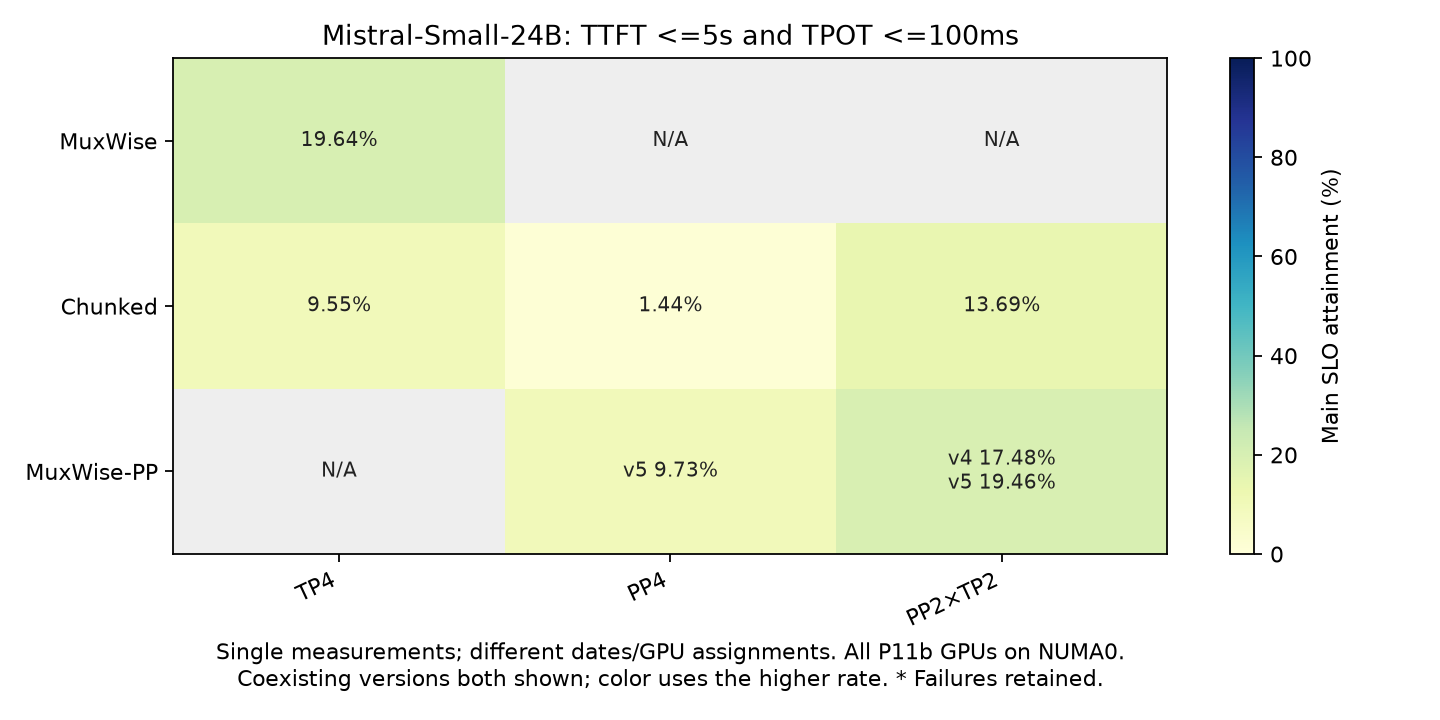 Mistral-Small-24B: TTFT <=5s and TPOT <=100ms
MuxWise
19.64%
N/A
N/A
Chunked
9.55%
1.44%
13.69%
MuxWise-PP
N/A
v5 9.73%
v4 17.48%
v5 19.46%
TP4
PP4
PP2×TP2
100
80
60
40
20
0
Main SLO attainment (%)
Single measurements; different dates/GPU assignments. All P11b GPUs on NUMA0.
Coexisting versions both shown; color uses the higher rate. * Failures retained.